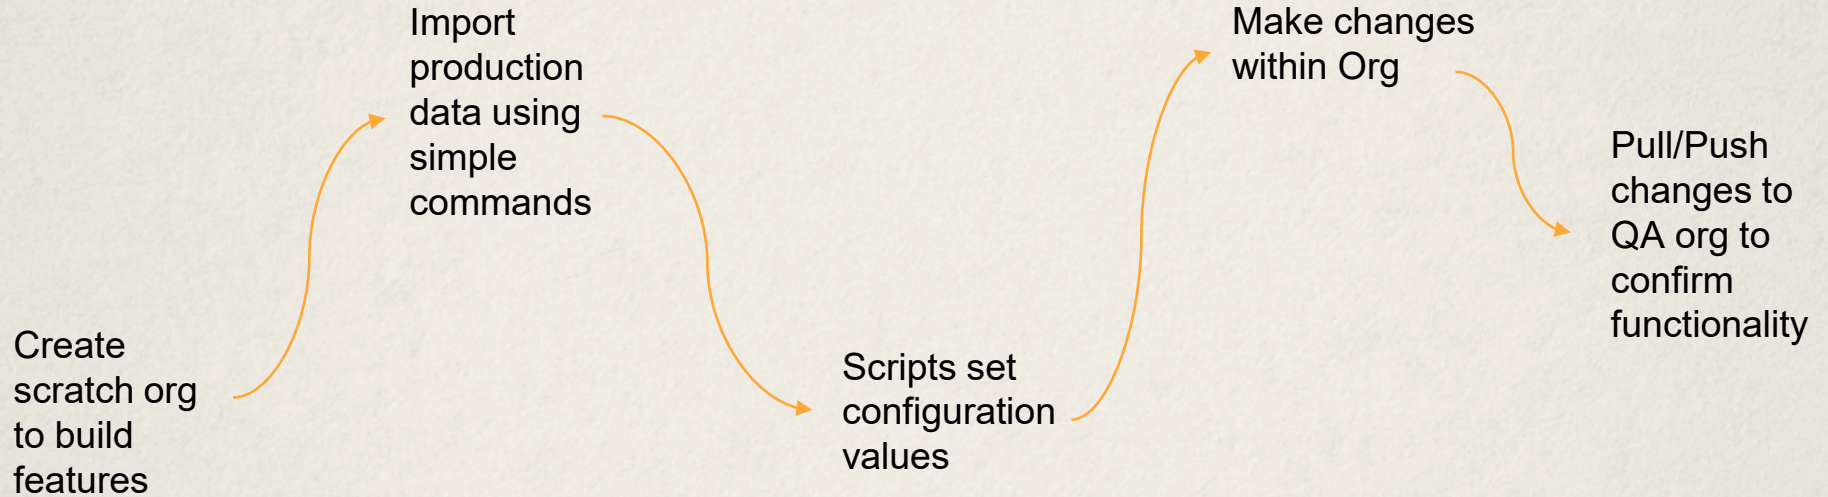 Create
scratch org
to build
features
Import
production
data using
simple
commands
Scripts set
configuration
values
Make changes
within Org
Pull/Push
changes to
QA org to
confirm
functionality